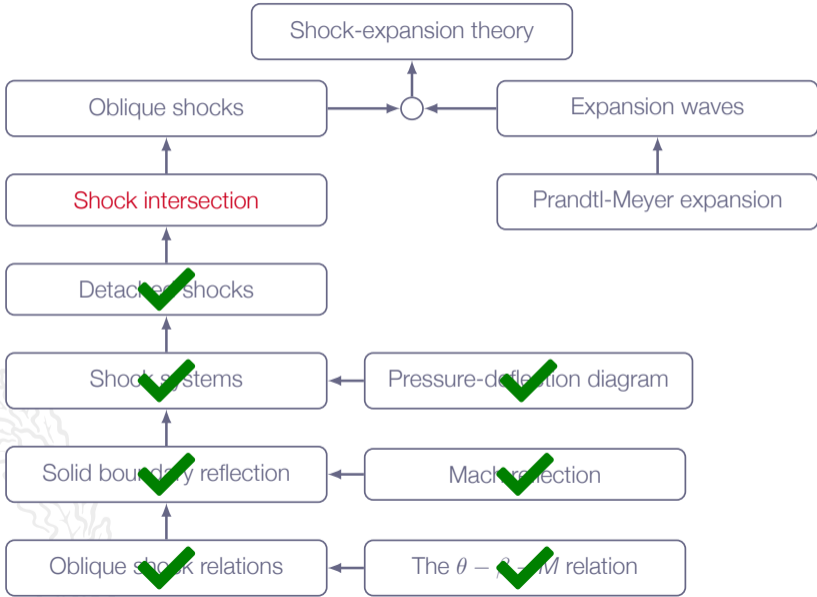 Shock-expansion theory
Oblique shocks
Expansion waves
Shock intersection
Prandtl-Meyer expansion
Detached shocks
Shock systems
Pressure-deflection diagram
Solid boundary reflection
Mach reflection
Oblique shock relations
The θ − β − M relation